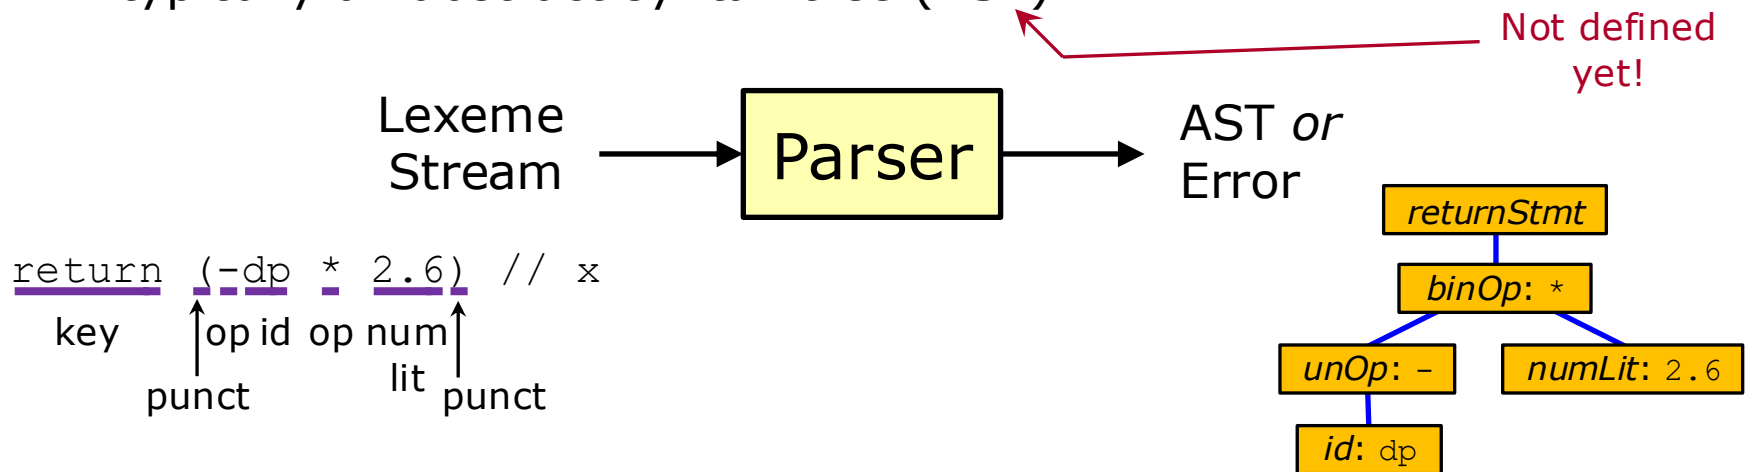 Not defined
yet!
Lexeme
Stream
Parser
AST or
Error
return (-dp * 2.6) // x
key
op id op num
lit
punct
punct
returnStmt
binOp: *
unOp: -
numLit: 2.6
id: dp